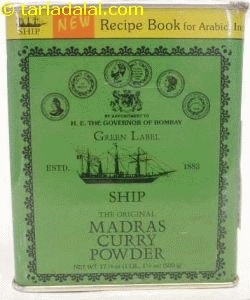 © tarladalal.com
SHIP
NEW
Recipe Book for Arabic, In
BY APPOINTMENT TO
H. E. THE GOVERNOR OF BOMBAY
GREEN LABEL
ESTD. 1883
SHIP
THE ORIGINAL
MADRAS
CURRY
POWDER